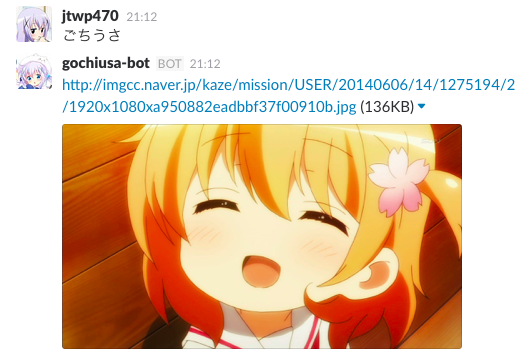 jtwp470 21:12
ごちうさ
gochiusa-bot BOT 21:12
http://imgcc.naver.jp/kaze/mission/USER/20140606/14/1275194/2
/1920x1080xa950882eadbbf37f00910b.jpg (136KB)